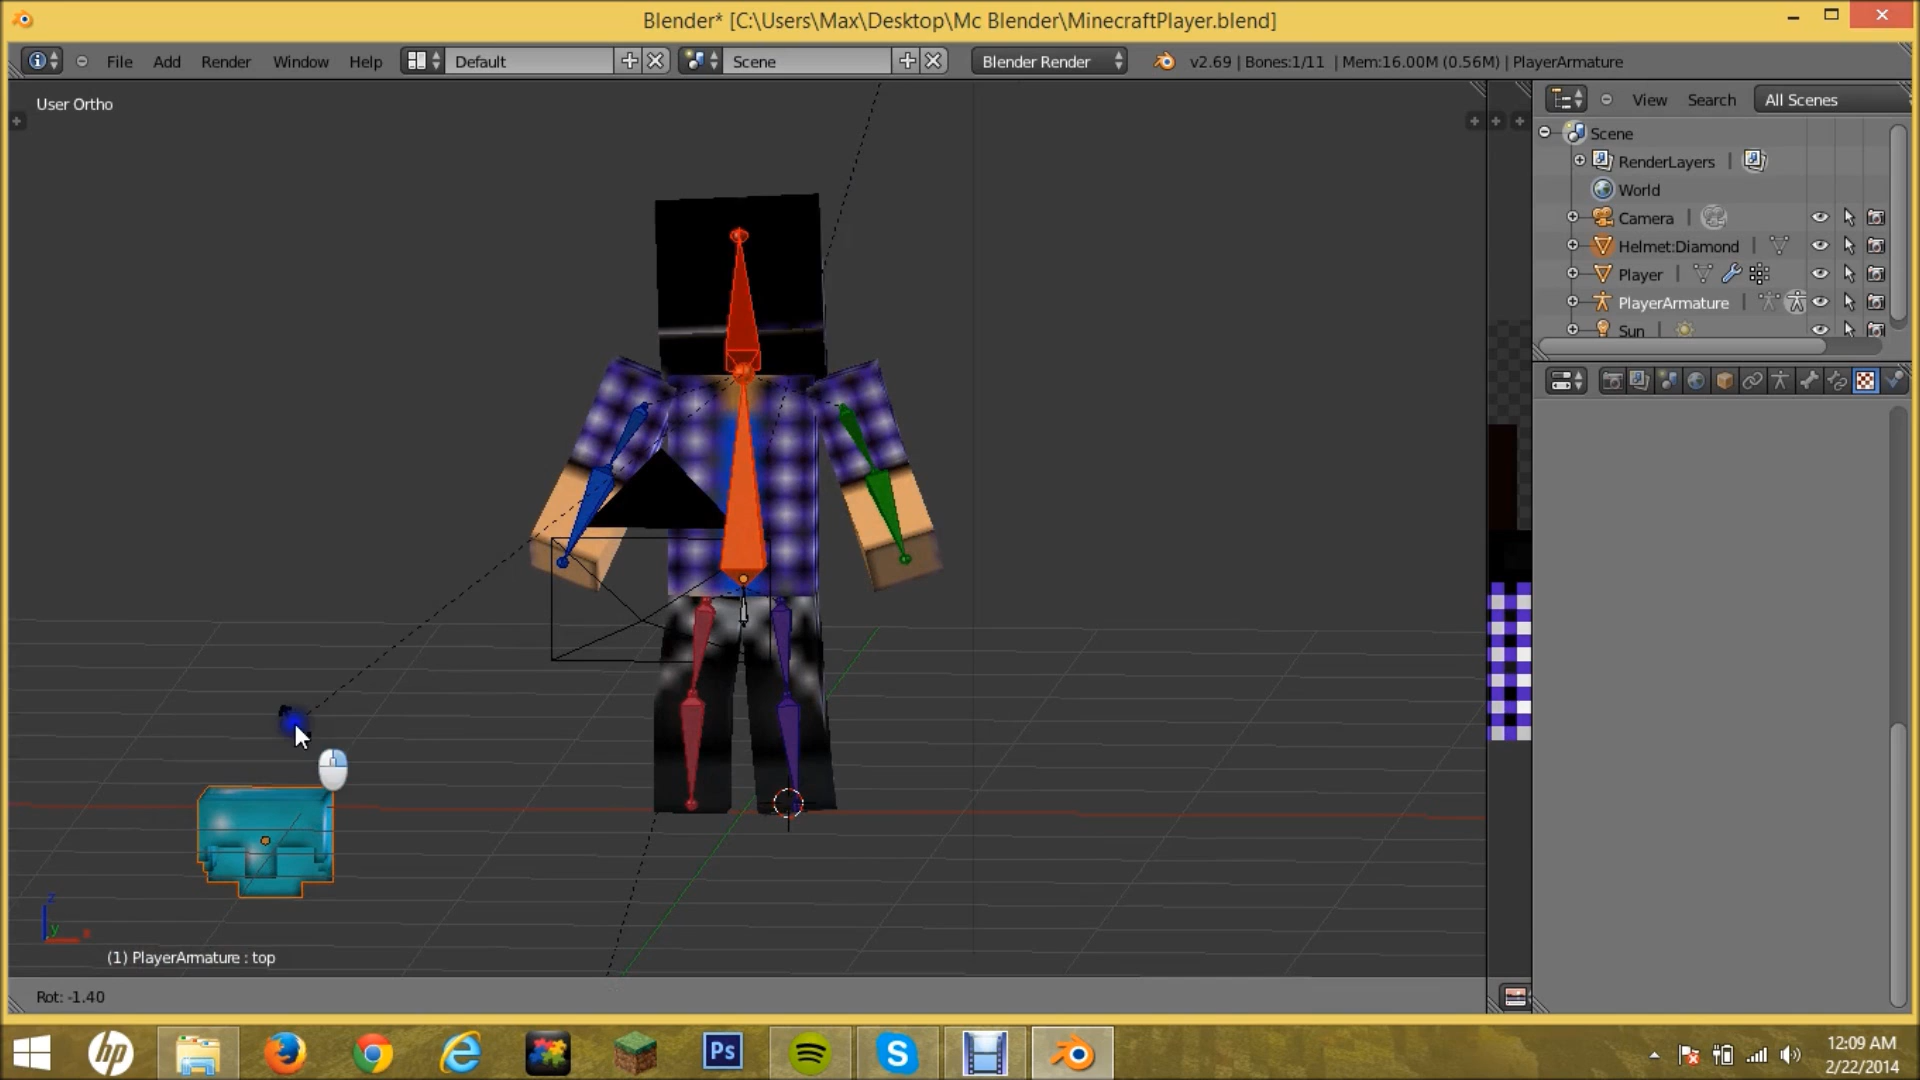 Blender* [C:\Users\Max\Desktop\Mc Blender\MinecraftPlayer.blend]
File Add Render Window Help Default Scene Blender Render v2.69 | Bones:1/11 | Mem:16.00M (0.56M) | PlayerArmature
User Ortho
View Search All Scenes
Scene
RenderLayers
World
Camera
Helmet:Diamond
Player
PlayerArmature
Sun
z
y
x
(1) PlayerArmature : top
Rot: -1.40
hp
Ps
12:09 AM
2/22/2014